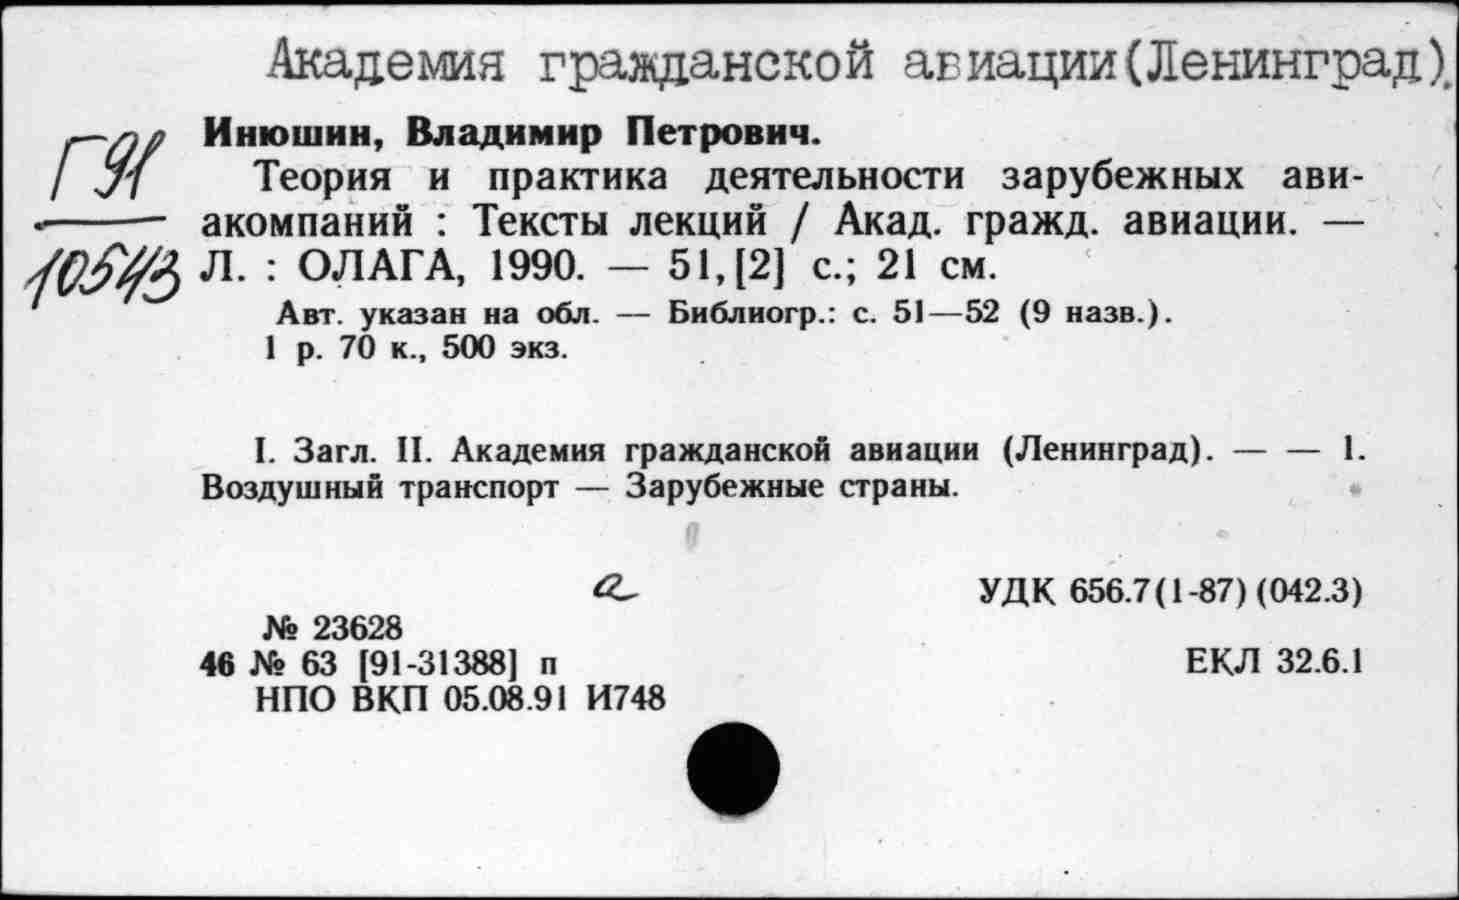 Академия гражданской авиации(Ленинград).
Г91
10543
Инюшин, Владимир Петрович.
Теория и практика деятельности зарубежных ави-
акомпаний : Тексты лекций / Акад. гражд. авиации. —
Л. : ОЛАГА, 1990. — 51,[2] с.; 21 см.
Авт. указан на обл. — Библиогр.: с. 51—52 (9 назв.).
1 р. 70 к., 500 экз.
I. Загл. II. Академия гражданской авиации (Ленинград). — — 1.
Воздушный транспорт — Зарубежные страны.
а
УДК 656.7(1-87)(042.3)
№ 23628
46 № 63 [91-31388] п
ЕКЛ 32.6.1
НПО ВКП 05.08.91 И748